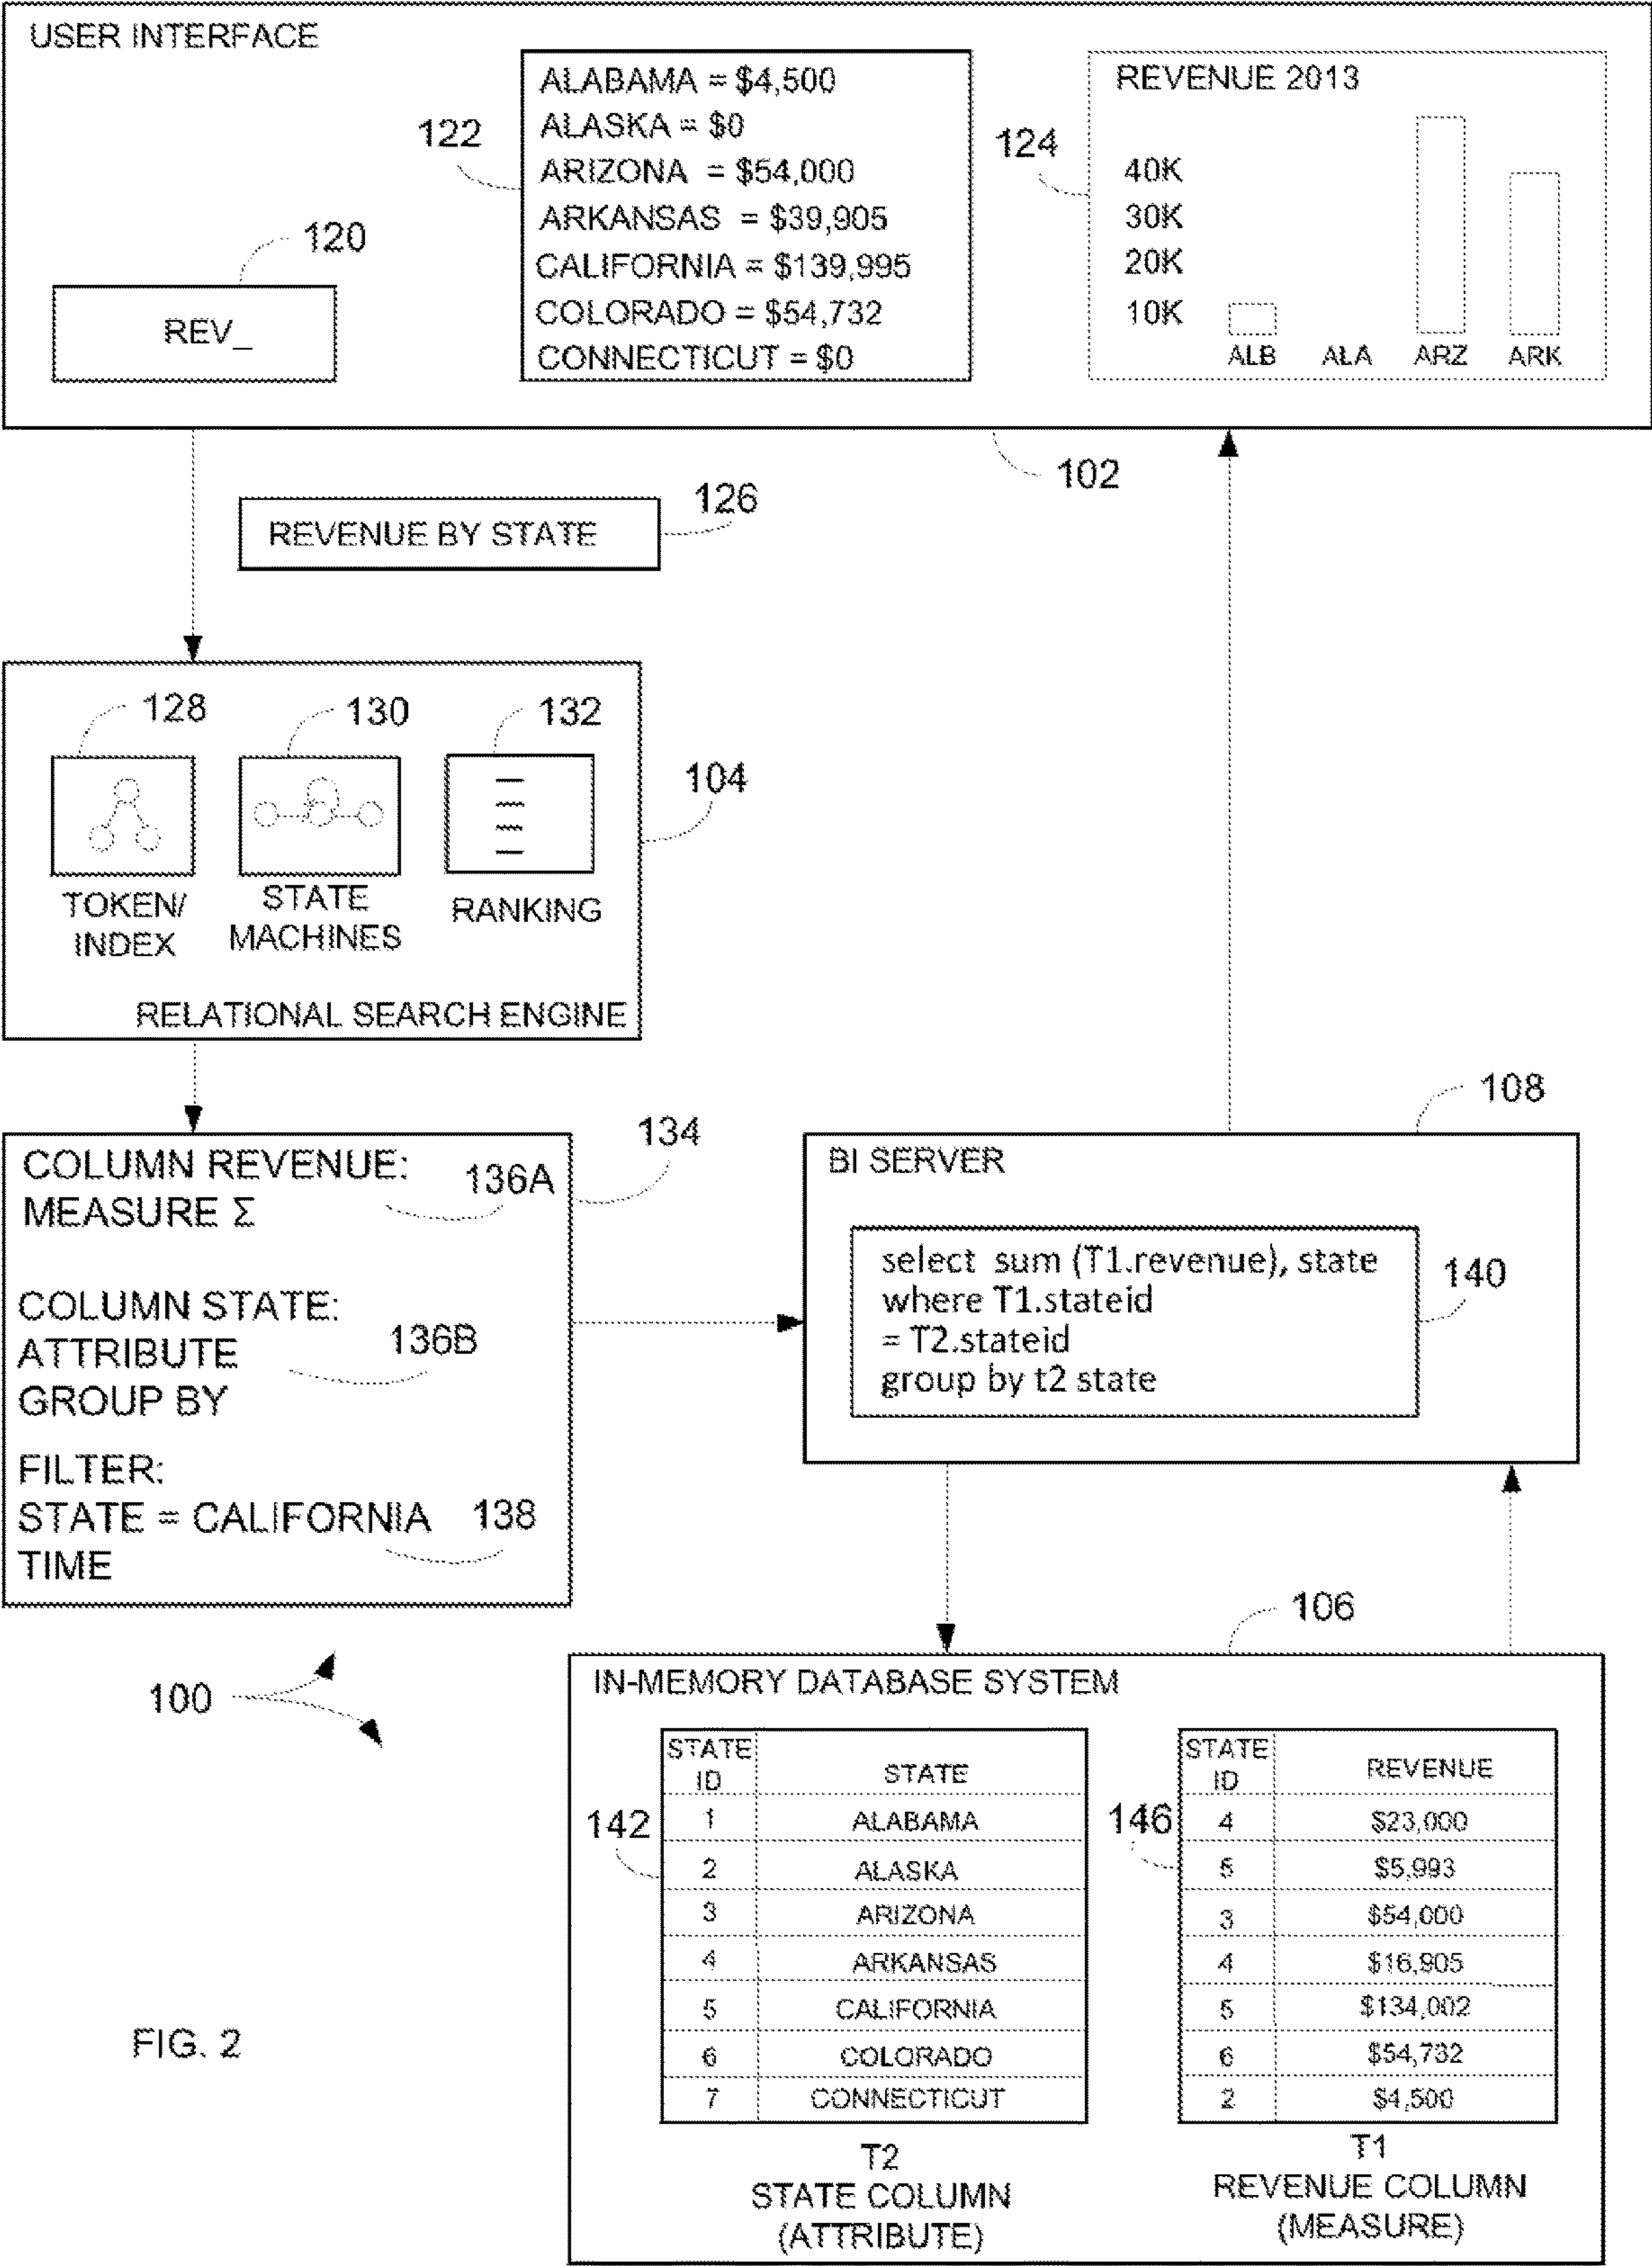 USER INTERFACE
120
REV_
122
ALABAMA = $4,500
ALASKA = $0
ARIZONA = $54,000
ARKANSAS = $39,905
CALIFORNIA = $139,995
COLORADO = $54,732
CONNECTICUT = $0
124
REVENUE 2013
40K
30K
20K
10K
ALB ALA ARZ ARK
102
126
REVENUE BY STATE
128 130 132
104
TOKEN/
INDEX
STATE
MACHINES
RANKING
RELATIONAL SEARCH ENGINE
134
COLUMN REVENUE:
MEASURE Σ
136A
COLUMN STATE:
ATTRIBUTE
GROUP BY
136B
FILTER:
STATE = CALIFORNIA
TIME
138
108
BI SERVER
select sum (T1.revenue), state
where T1.stateid
= T2.stateid
group by t2 state
140
100
106
IN-MEMORY DATABASE SYSTEM
142
STATE
ID
STATE
1 ALABAMA
2 ALASKA
3 ARIZONA
4 ARKANSAS
5 CALIFORNIA
6 COLORADO
7 CONNECTICUT
T2
STATE COLUMN
(ATTRIBUTE)
146
STATE
ID
REVENUE
4 $23,000
5 $5,993
3 $54,000
4 $16,905
5 $134,002
6 $54,732
2 $4,500
T1
REVENUE COLUMN
(MEASURE)
FIG. 2